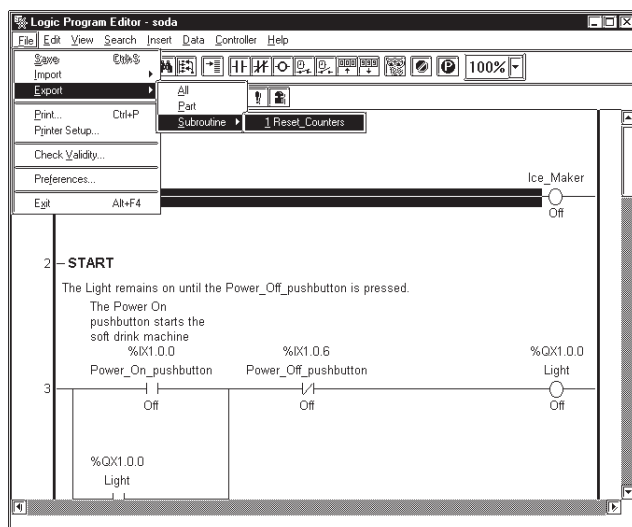 Logic Program Editor - soda
File Edit View Search Insert Data Controller Help
Save Ctrl+S
Import
Export
Print... Ctrl+P
Printer Setup...
Check Validity...
Preferences...
Exit Alt+F4
All
Part
Subroutine
1 Reset_Counters
100%
Ice_Maker
Off
2 START
The Light remains on until the Power_Off_pushbutton is pressed.
The Power On
pushbutton starts the
soft drink machine
%IX1.0.0 %IX1.0.6 %QX1.0.0
Power_On_pushbutton Power_Off_pushbutton Light
3
Off Off Off
%QX1.0.0
Light